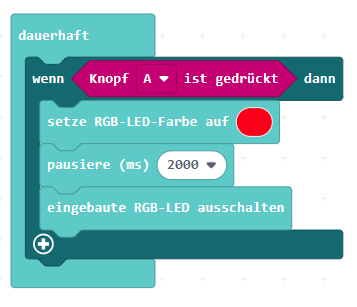 dauerhaft
wenn Knopf A ist gedrückt dann
setze RGB-LED-Farbe auf
pausiere (ms) 2000
eingebaute RGB-LED ausschalten